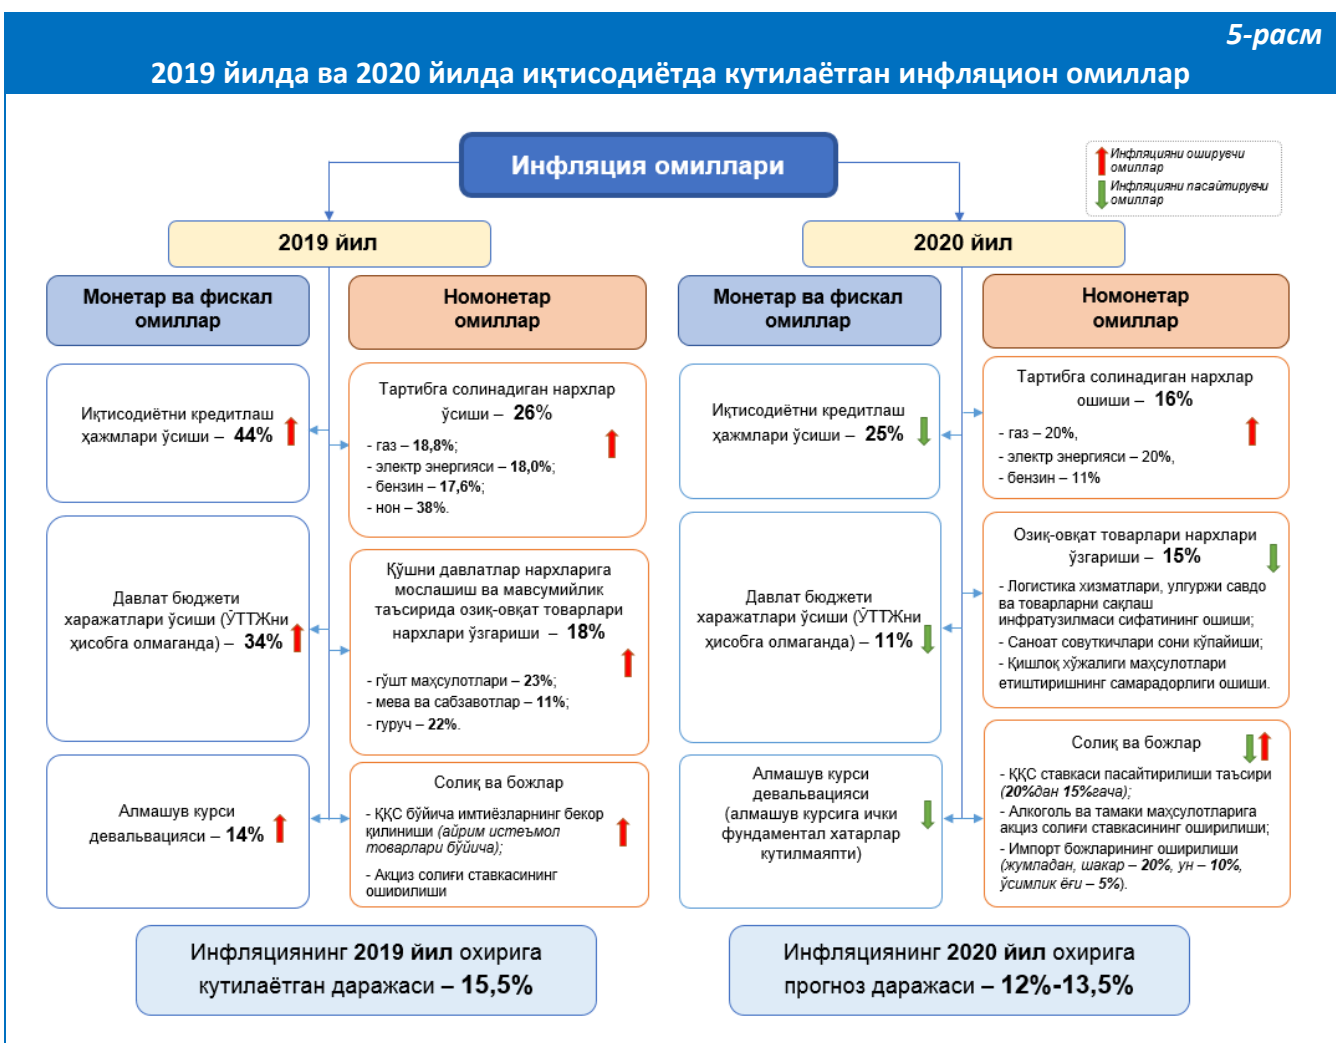 5-расм
2019 йилда ва 2020 йилда иқтисодиётда кутилаётган инфляцион омиллар
Инфляция омиллари
Инфляцияни оширувчи
омиллар
Инфляцияни пасайтирувчи
омиллар
2019 йил
Монетар ва фискал
омиллар
Иқтисодиётни кредитлаш
ҳажмлари ўсиши – 44%
Давлат бюджети
харажатлари ўсиши (ЎТТЖни
ҳисобга олмаганда) – 34%
Алмашув курси
девальвацияси – 14%
Номонетар
омиллар
Тартибга солинадиган нархлар
ўсиши – 26%
- газ – 18,8%;
- электр энергияси – 18,0%;
- бензин – 17,6%;
- нон – 38%.
Қўшни давлатлар нархларига
мослашиш ва мавсумийлик
таъсирида озиқ-овқат товарлари
нархлари ўзгариши – 18%
- гўшт маҳсулотлари – 23%;
- мева ва сабзавотлар – 11%;
- гуруч – 22%.
Солиқ ва божлар
- ҚҚС бўйича имтиёзларнинг бекор
қилиниши (айрим истеъмол
товарлари бўйича);
- Акциз солиғи ставкасининг
оширилиши
Инфляциянинг 2019 йил охирига
кутилаётган даражаси – 15,5%
2020 йил
Монетар ва фискал
омиллар
Иқтисодиётни кредитлаш
ҳажмлари ўсиши – 25%
Давлат бюджети
харажатлари ўсиши (ЎТТЖни
ҳисобга олмаганда) – 11%
Алмашув курси
девальвацияси
(алмашув курсига ички
фундаментал хатарлар
кутилмаяпти)
Номонетар
омиллар
Тартибга солинадиган нархлар
ошиши – 16%
- газ – 20%,
- электр энергияси – 20%,
- бензин – 11%
Озиқ-овқат товарлари нархлари
ўзгариши – 15%
- Логистика хизматлари, улгуржи савдо
ва товарларни сақлаш
инфратузилмаси сифатининг ошиши;
- Саноат совуткичлари сони кўпайиши;
- Қишлоқ хўжалиги маҳсулотлари
етиштиришнинг самарадорлиги ошиши.
Солиқ ва божлар
- ҚҚС ставкаси пасайтирилиши таъсири
(20%дан 15%гача);
- Алкоголь ва тамаки маҳсулотларига
акциз солиғи ставкасининг оширилиши;
- Импорт божларининг оширилиши
(жумладан, шакар – 20%, ун – 10%,
ўсимлик ёғи – 5%).
Инфляциянинг 2020 йил охирига
прогноз даражаси – 12%-13,5%